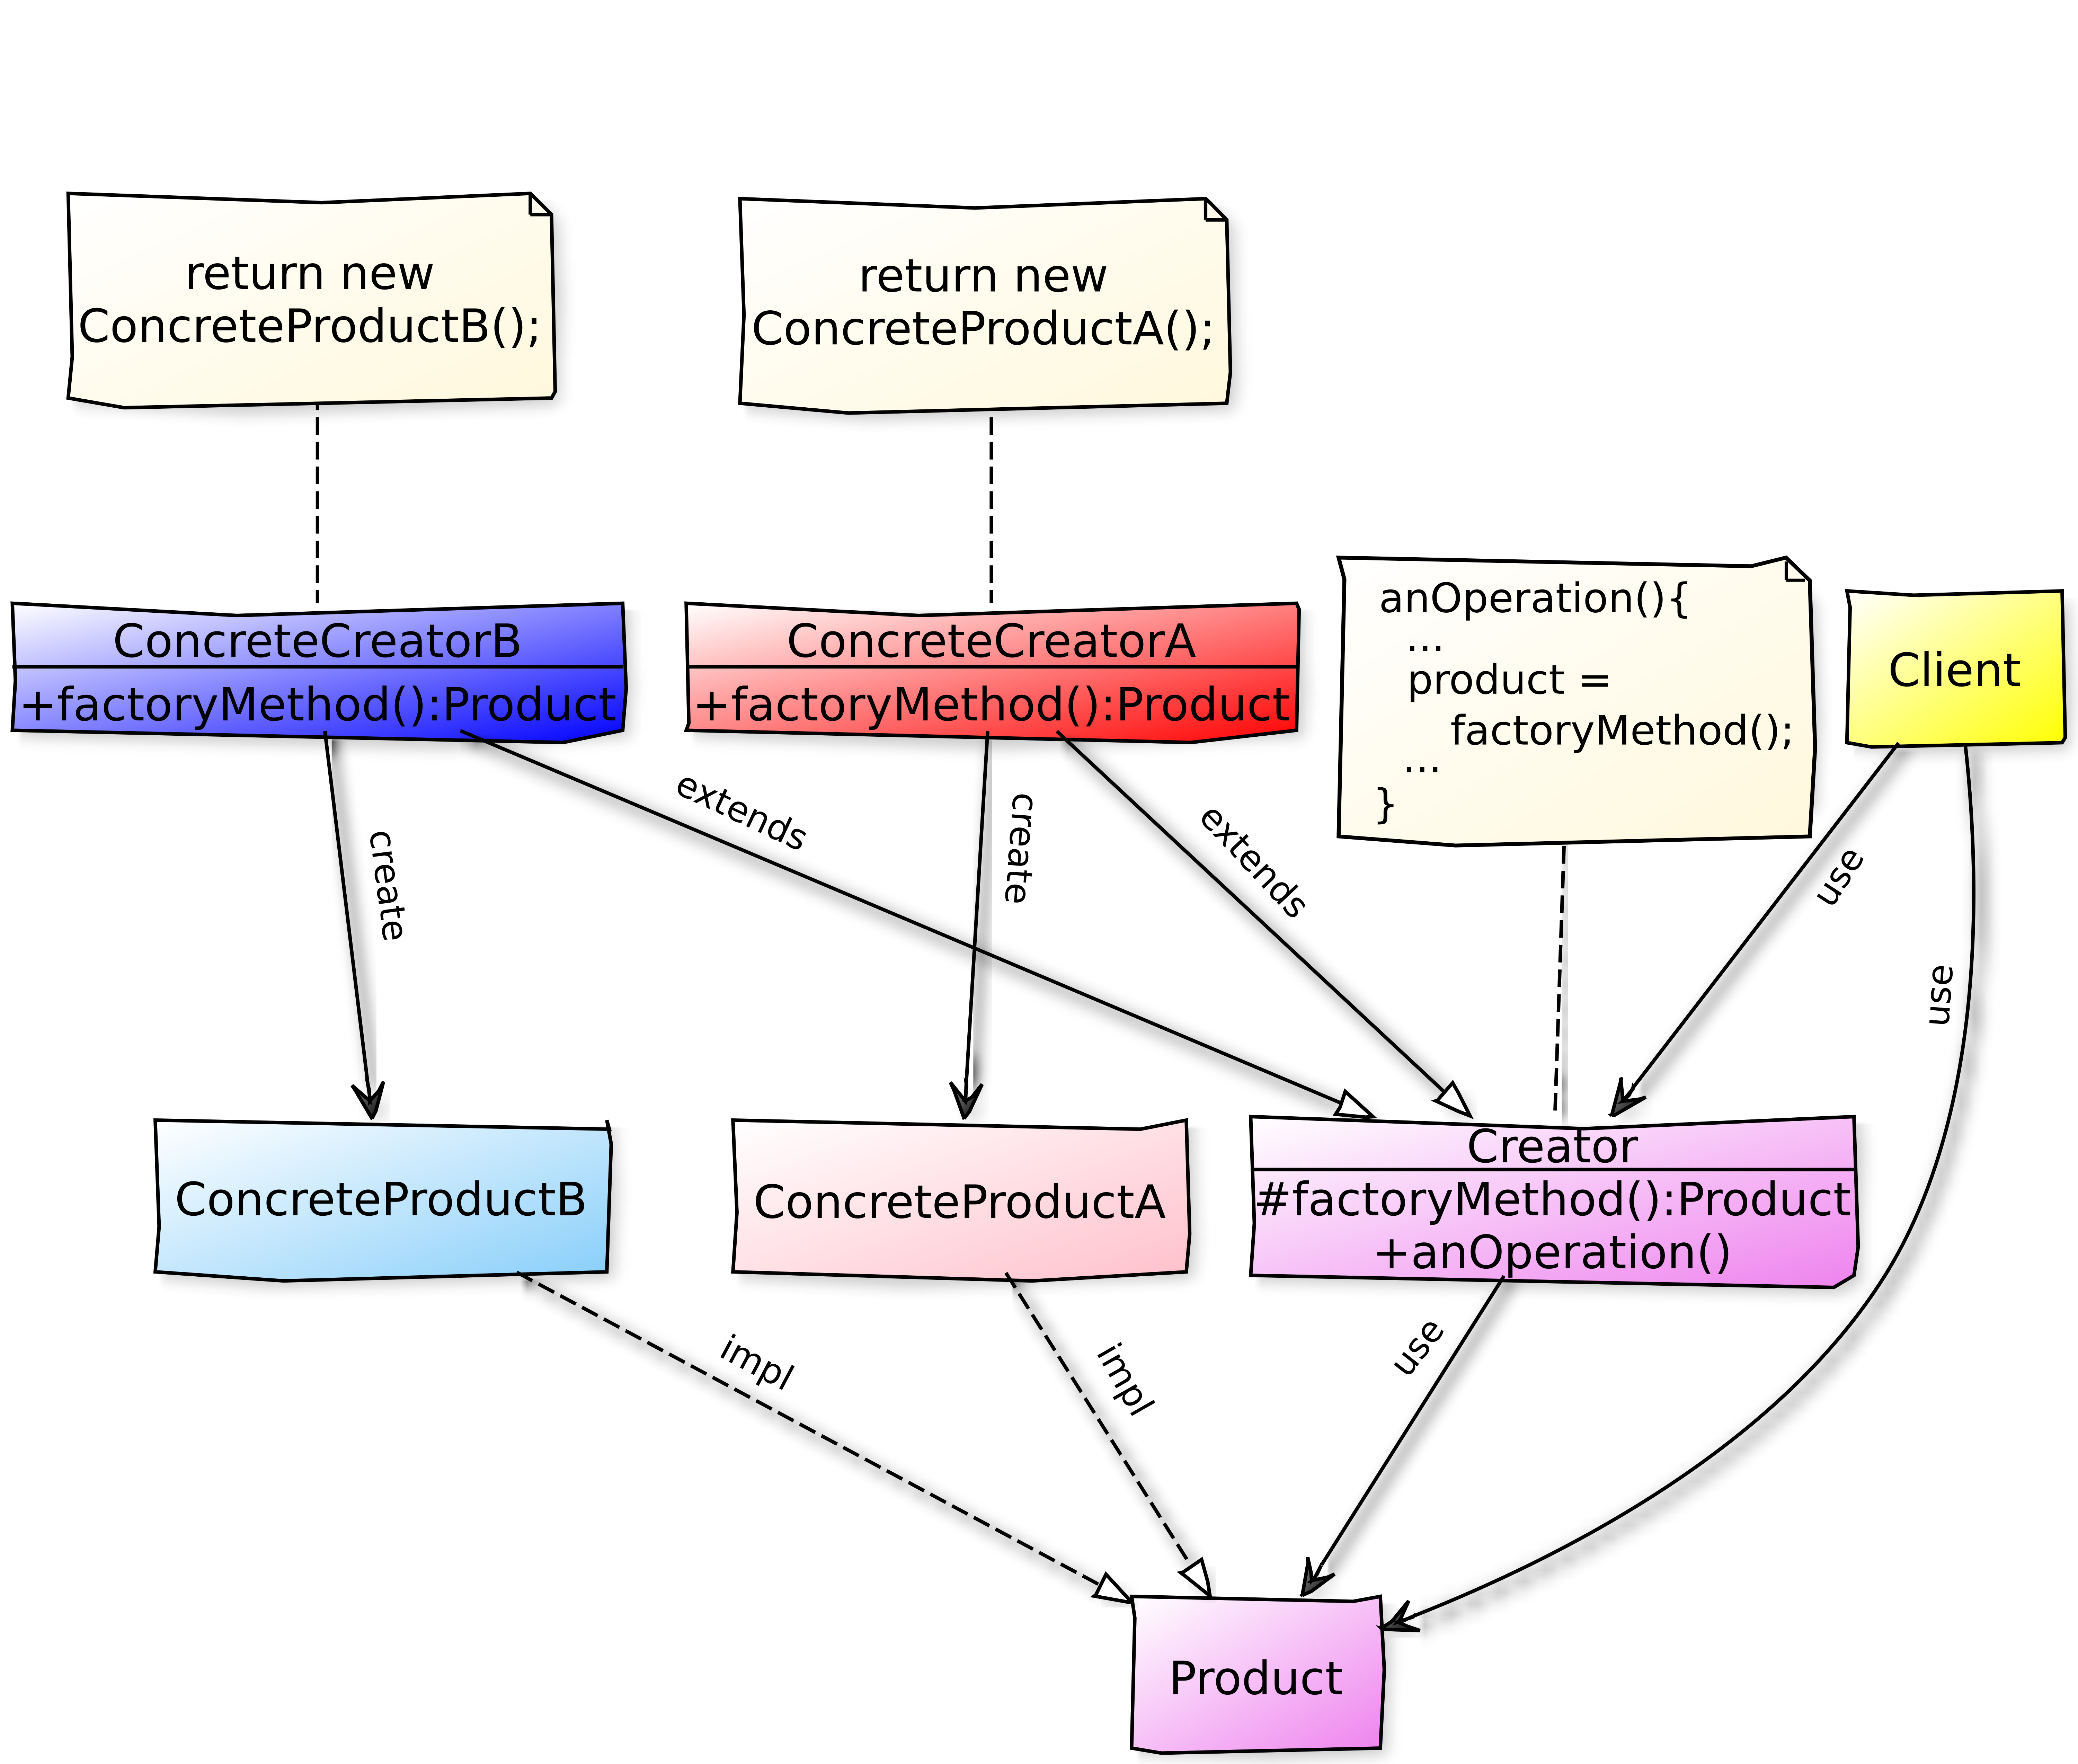 return new
ConcreteProductB();
return new
ConcreteProductA();
ConcreteCreatorB
+factoryMethod():Product
ConcreteCreatorA
+factoryMethod():Product
anOperation(){
...
product =
factoryMethod();
...
}
Client
create
extends
create
extends
use
use
ConcreteProductB
ConcreteProductA
Creator
#factoryMethod():Product
+anOperation()
impl
impl
use
Product